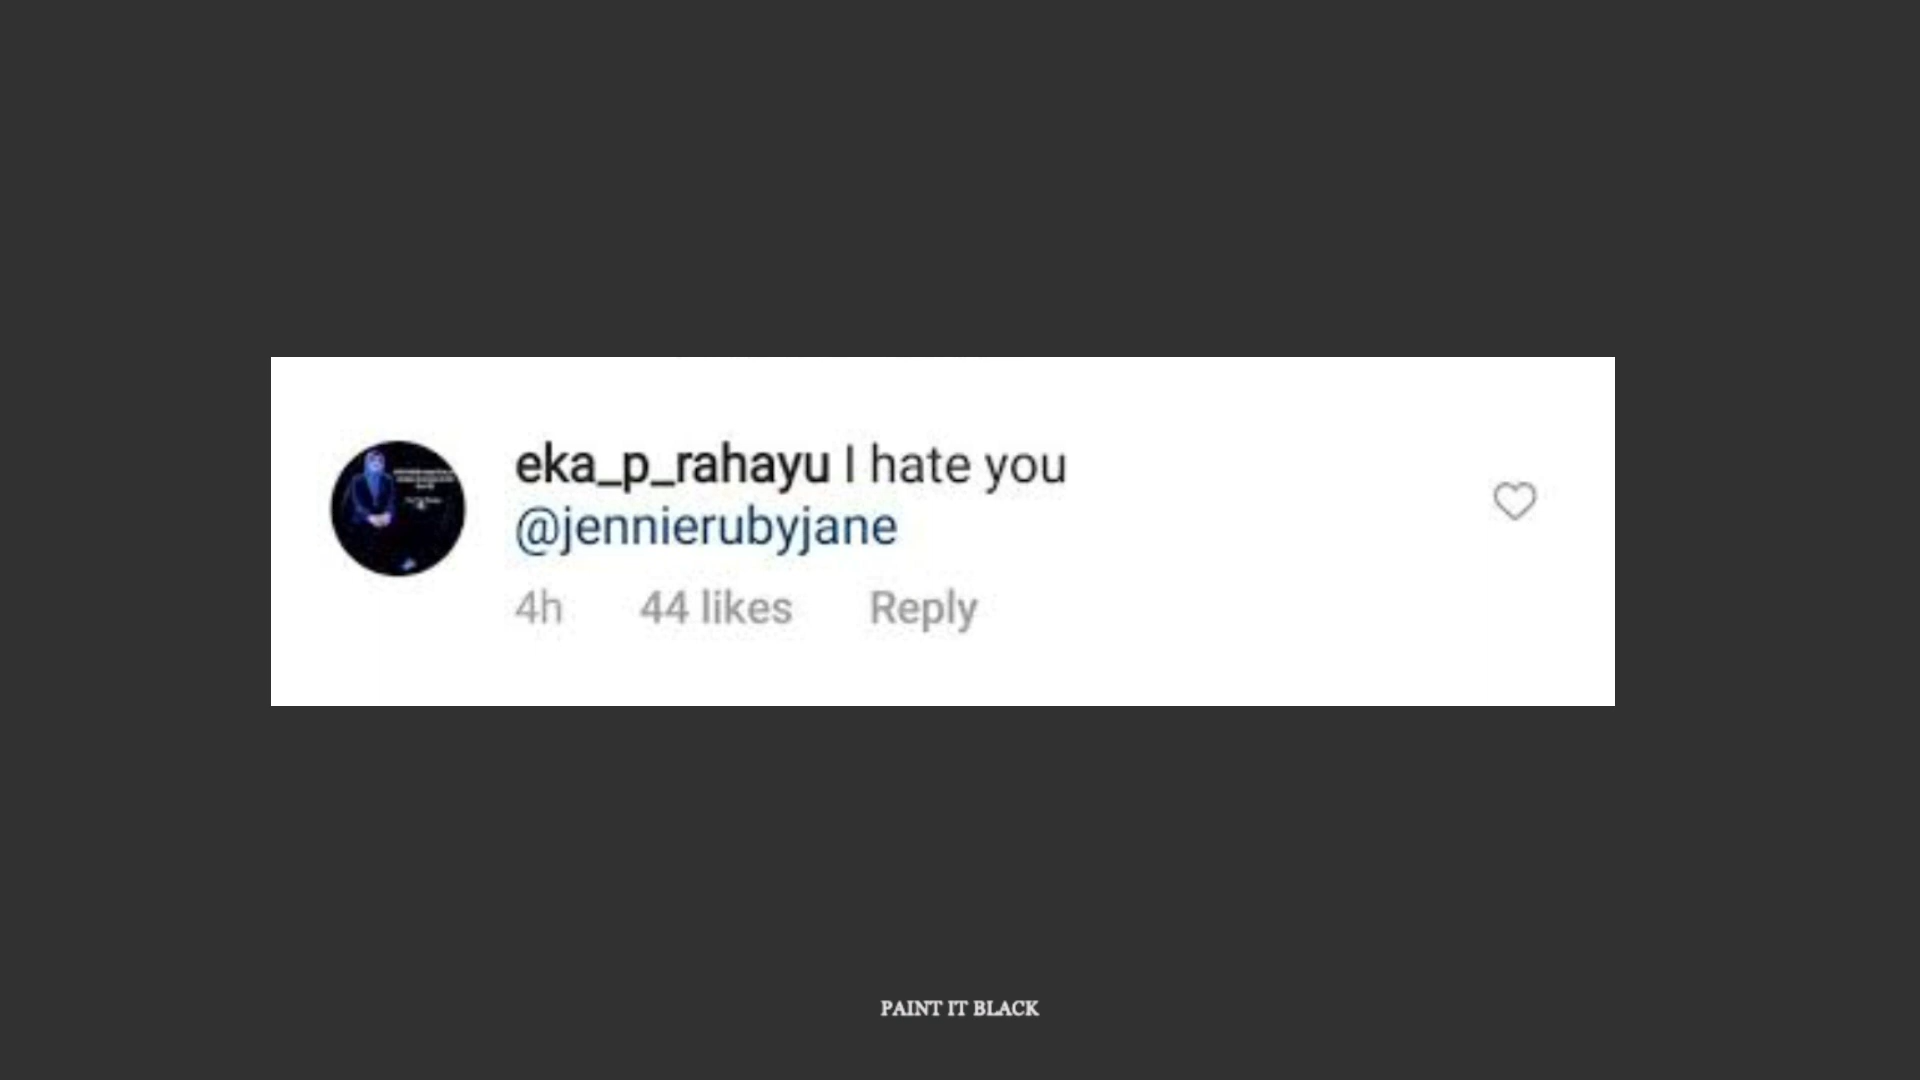 eka_p_rahayu I hate you
@jennierubyjane
4h 44 likes Reply
PAINT IT BLACK